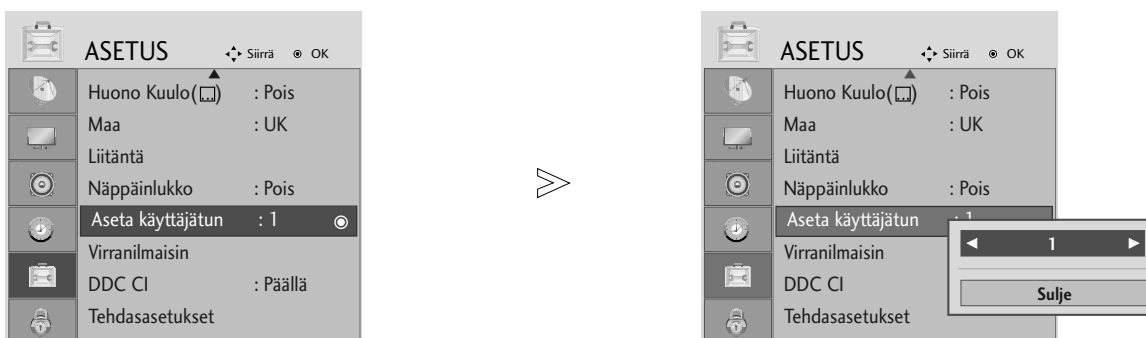 ASETUS Siirrä OK
Huono Kuulo( ) : Pois
Maa : UK
Liitäntä
Näppäinlukko : Pois
Aseta käyttäjätun : 1
Virranilmaisin
DDC CI : Päällä
Tehdasasetukset
ASETUS Siirrä OK
Huono Kuulo( ) : Pois
Maa : UK
Liitäntä
Näppäinlukko : Pois
Aseta käyttäjätun : 1
Virranilmaisin
DDC CI
Tehdasasetukset
◄ 1 ►
Sulje